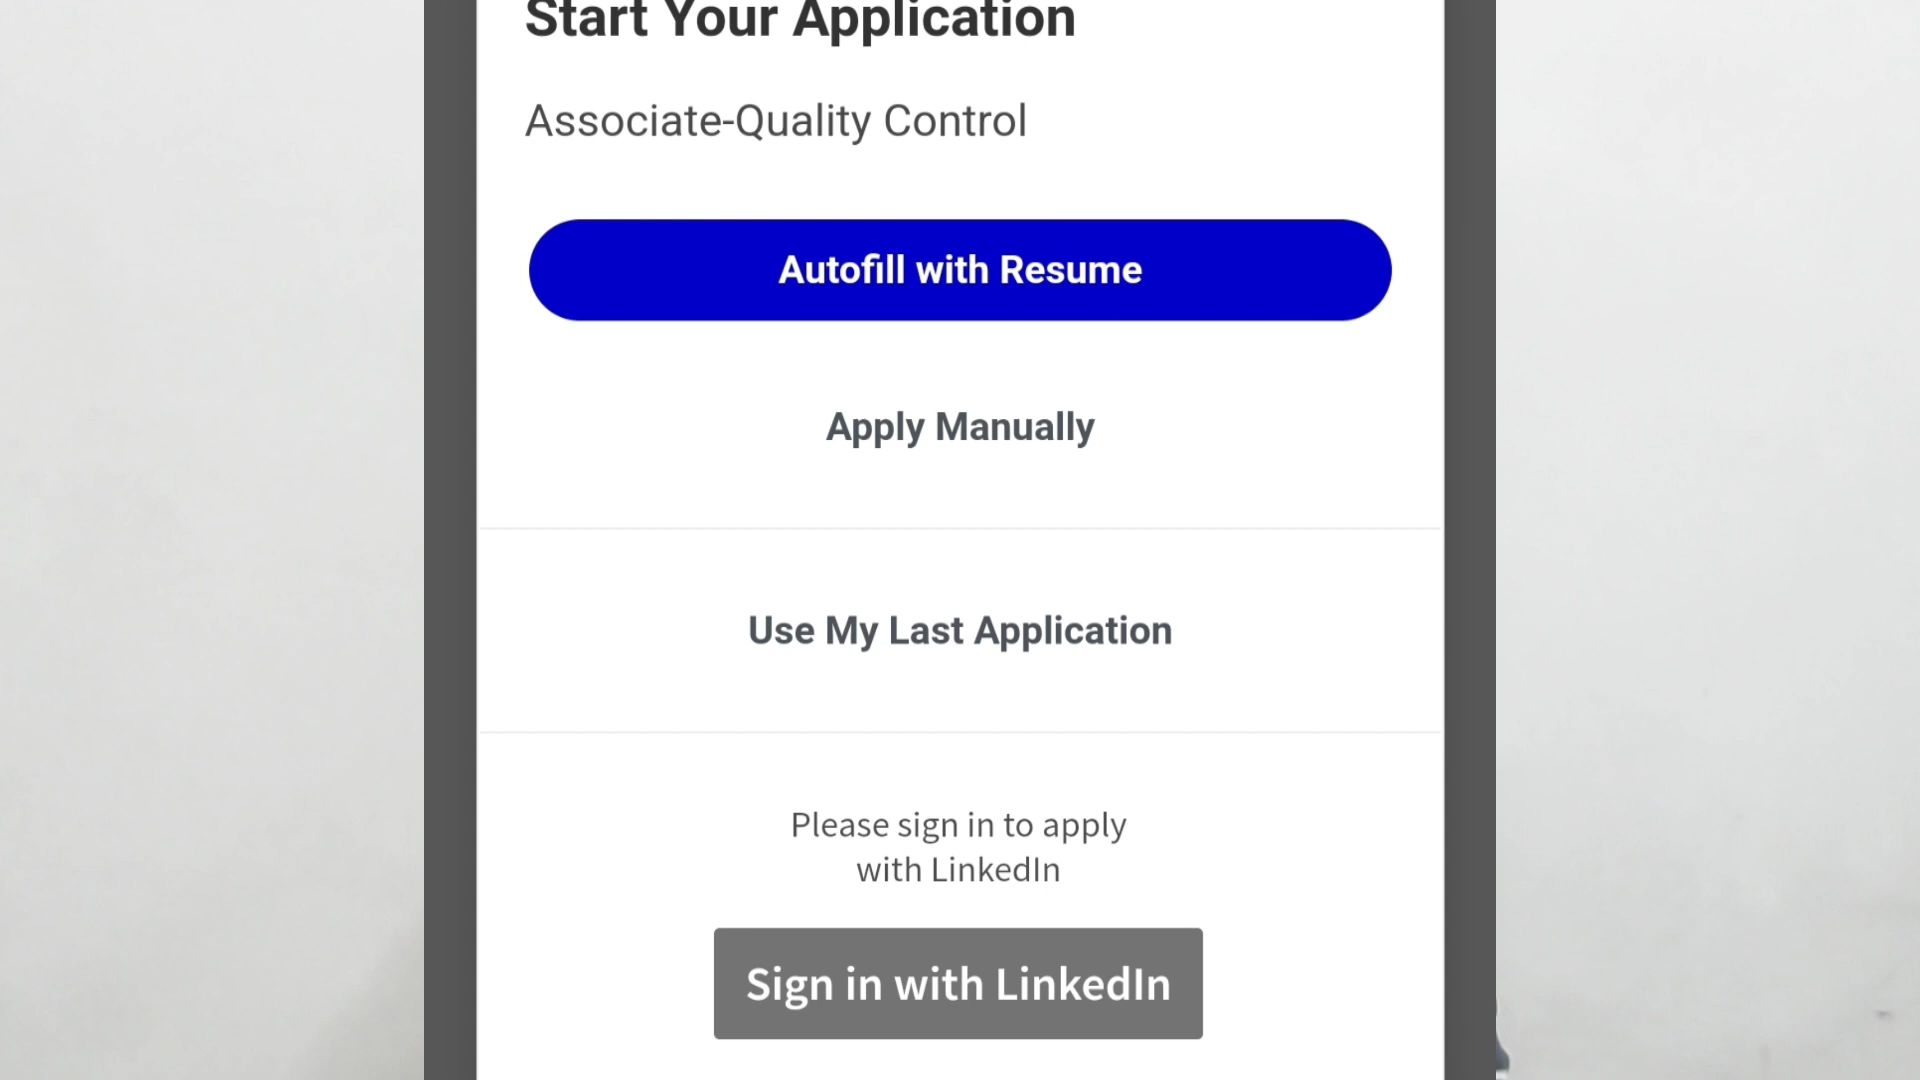 Start Your Application
Associate-Quality Control
Autofill with Resume
Apply Manually
Use My Last Application
Please sign in to apply
with LinkedIn
Sign in with LinkedIn